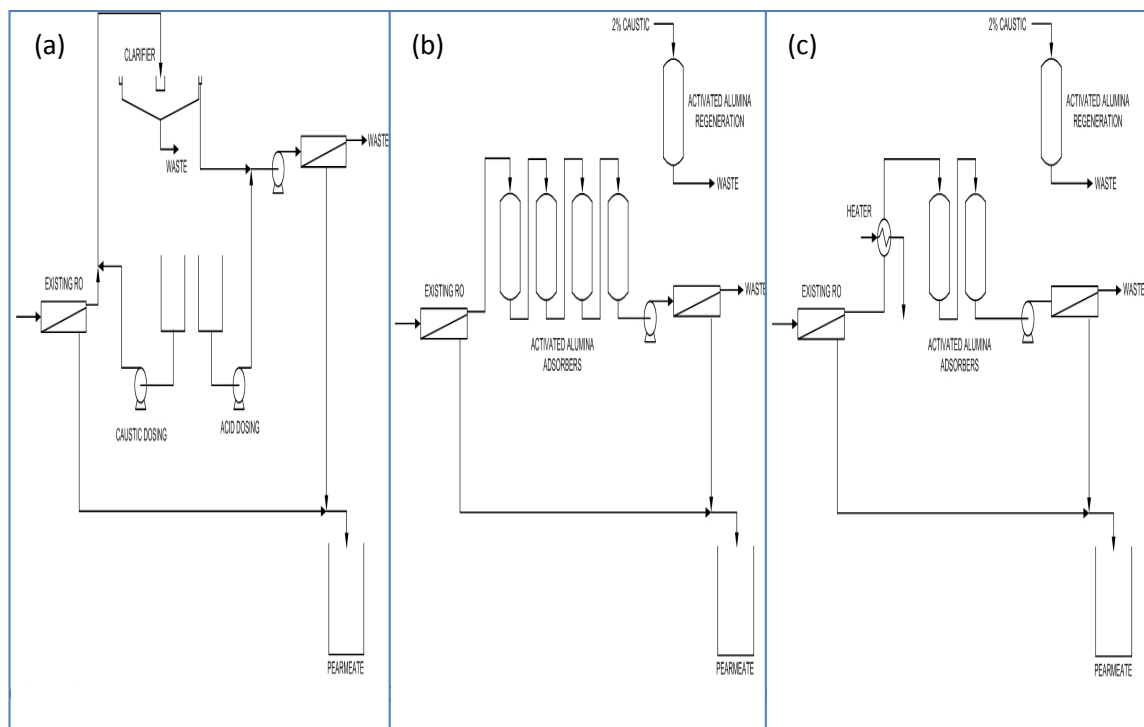 (a)
CLARIFIER
WASTE
WASTE
EXISTING RO
CAUSTIC DOSING
ACID DOSING
PEARMEATE
(b)
2% CAUSTIC
ACTIVATED ALUMINA
REGENERATION
WASTE
EXISTING RO
WASTE
ACTIVATED ALUMINA
ADSORBERS
PEARMEATE
(c)
2% CAUSTIC
ACTIVATED ALUMINA
REGENERATION
WASTE
HEATER
EXISTING RO
WASTE
ACTIVATED ALUMINA
ADSORBERS
PEARMEATE